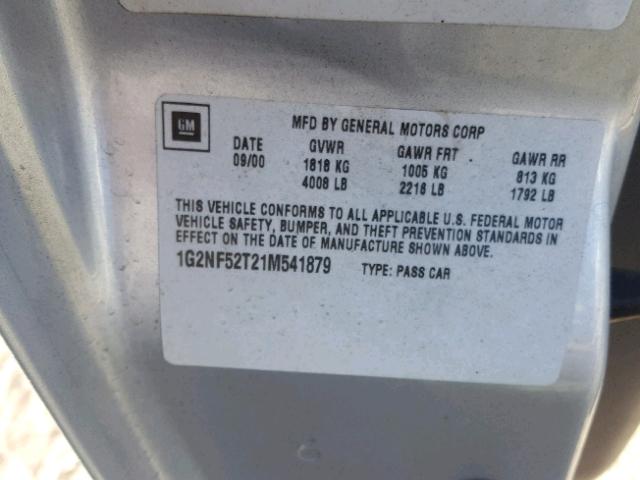 GM
MFD BY GENERAL MOTORS CORP
DATE GVWR GAWR FRT GAWR RR
09/00 1818 KG 1005 KG 813 KG
4008 LB 2216 LB 1792 LB
THIS VEHICLE CONFORMS TO ALL APPLICABLE U.S. FEDERAL MOTOR
VEHICLE SAFETY, BUMPER, AND THEFT PREVENTION STANDARDS IN
EFFECT ON THE DATE OF MANUFACTURE SHOWN ABOVE.
1G2NF52T21M541879 TYPE: PASS CAR